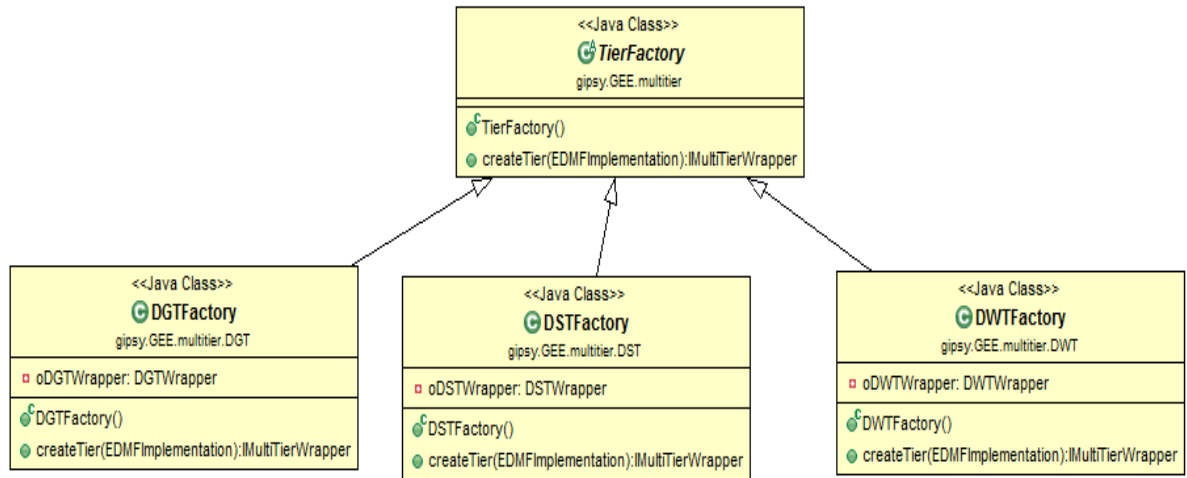 <<Java Class>>
TierFactory
gipsy.GEE.multitier
TierFactory()
createTier(EDMFImplementation):IMultiTierWrapper
<<Java Class>>
DGTFactory
gipsy.GEE.multitier.DGT
oDGTWrapper: DGTWrapper
DGTFactory()
createTier(EDMFImplementation):IMultiTierWrapper
<<Java Class>>
DSTFactory
gipsy.GEE.multitier.DST
oDSTWrapper: DSTWrapper
DSTFactory()
createTier(EDMFImplementation):IMultiTierWrapper
<<Java Class>>
DWTFactory
gipsy.GEE.multitier.DWT
oDWTWrapper: DWTWrapper
DWTFactory()
createTier(EDMFImplementation):IMultiTierWrapper